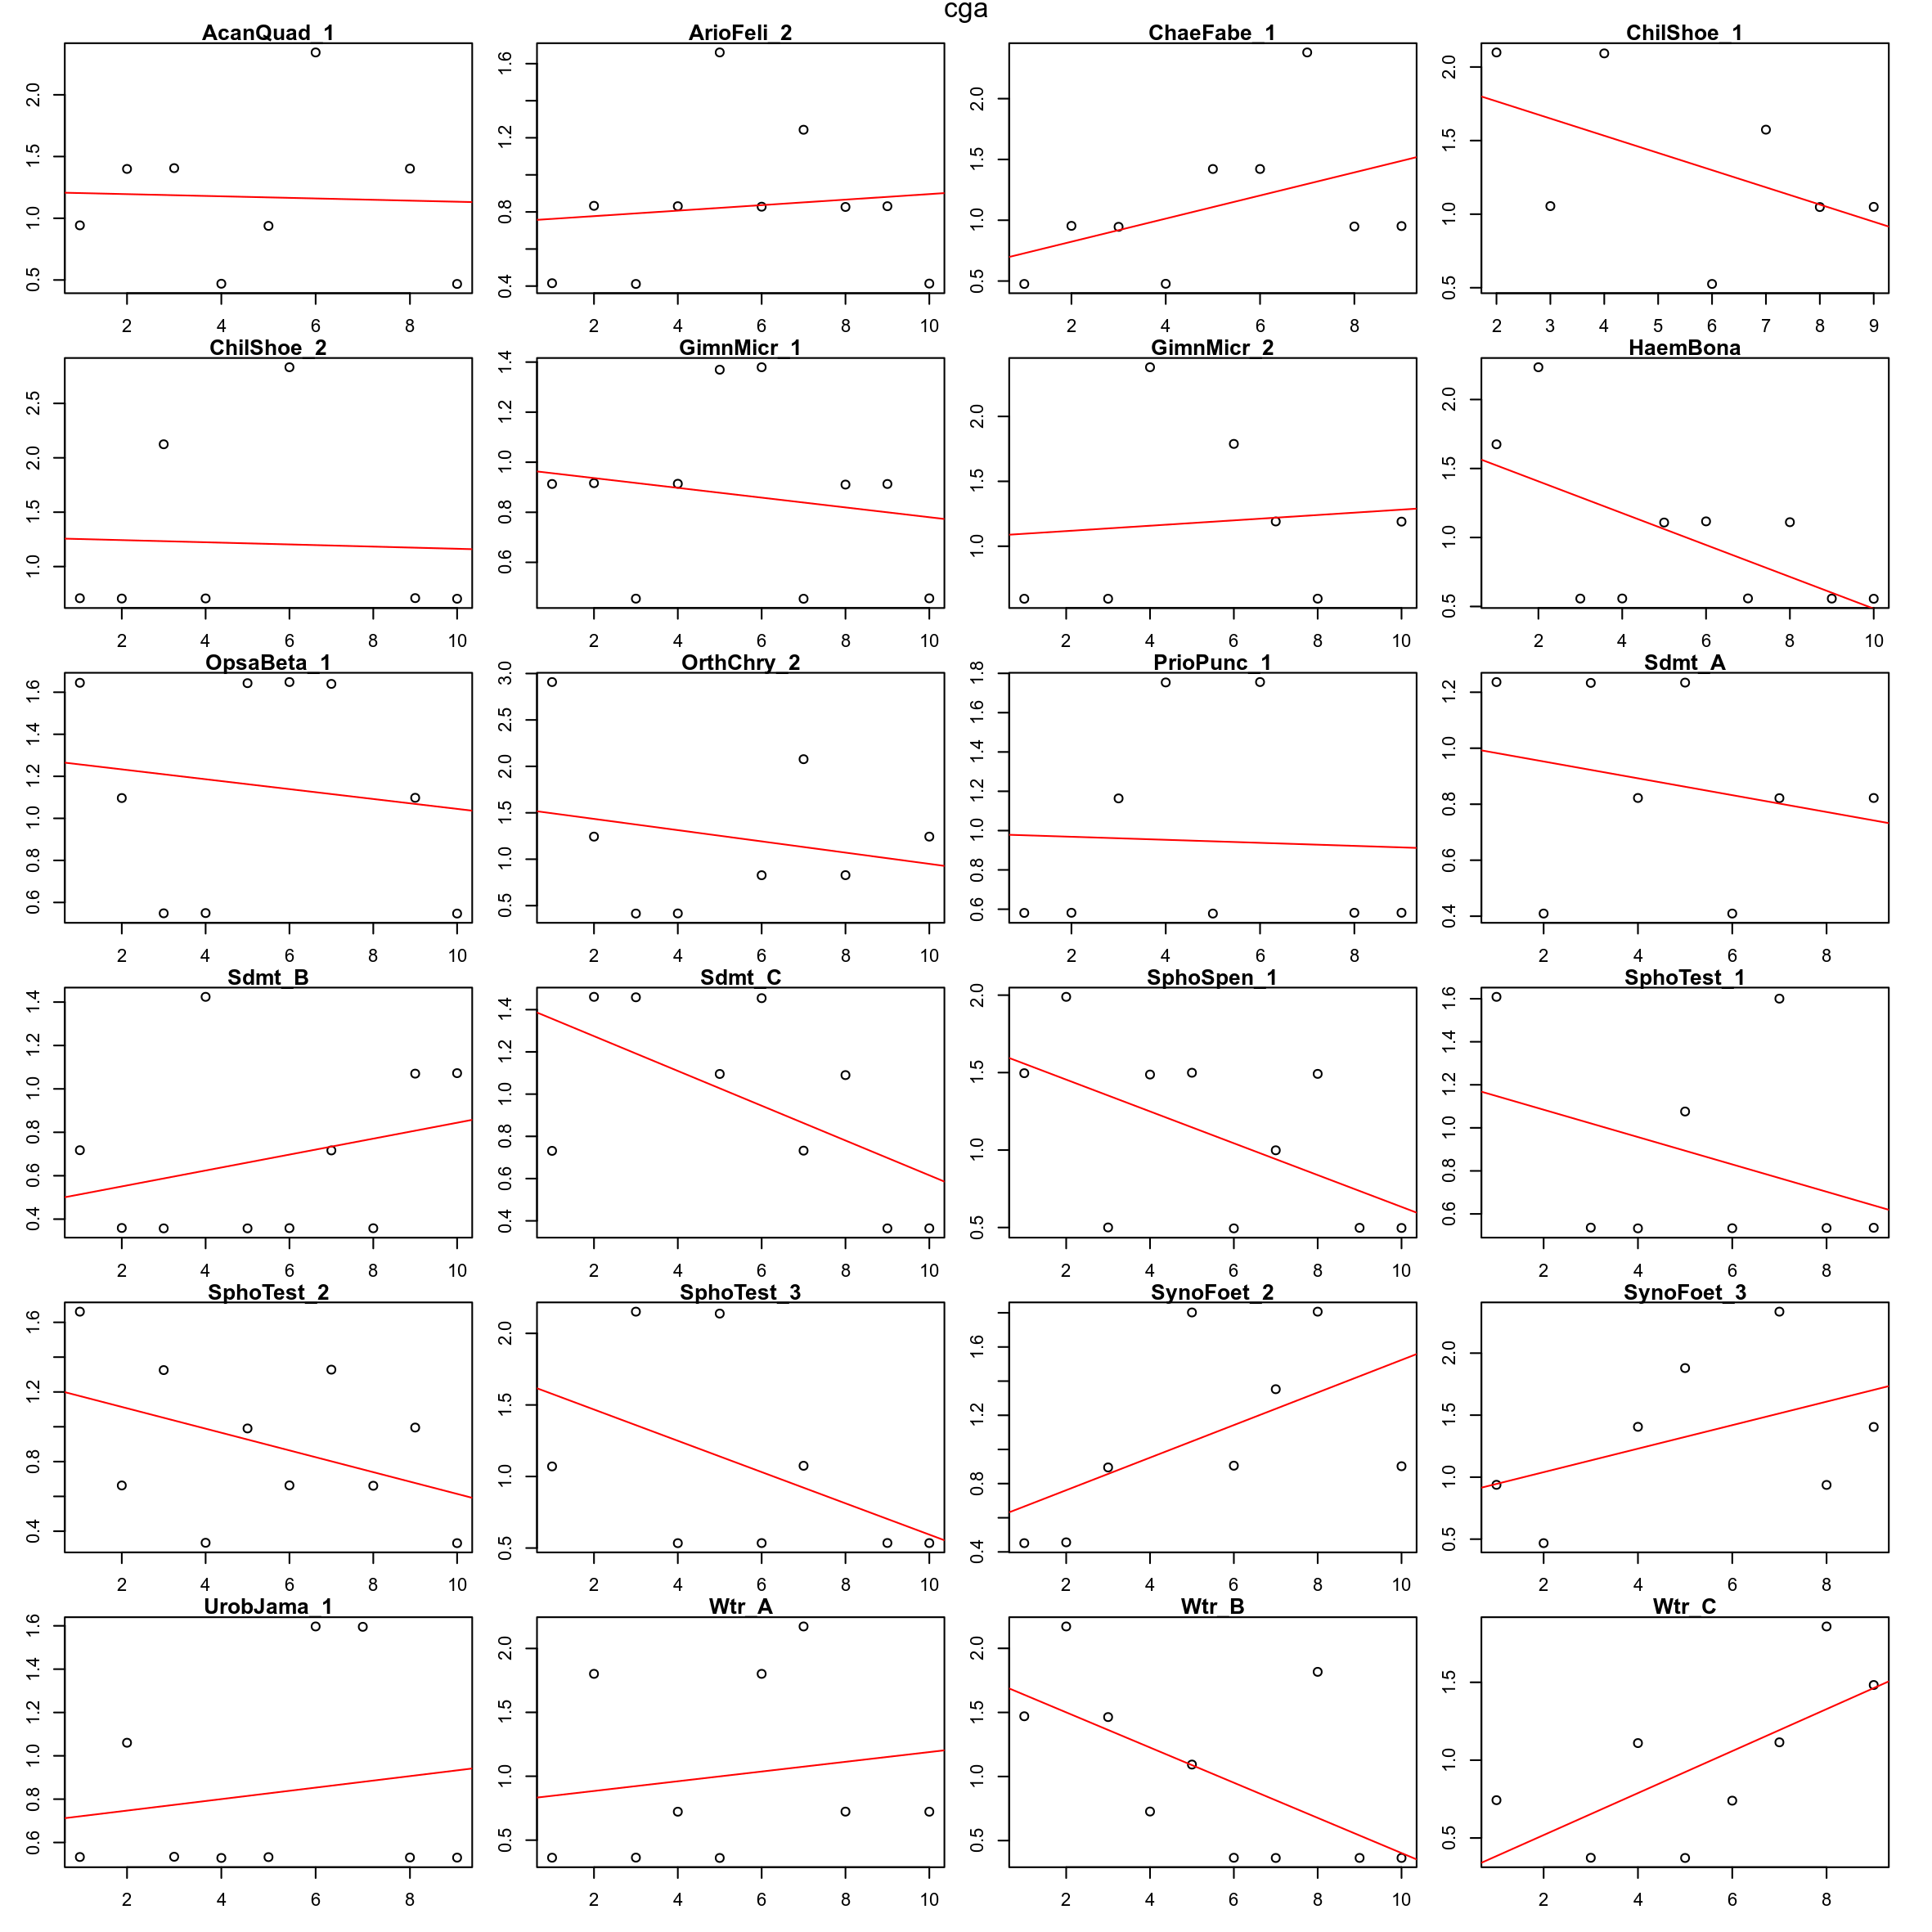 cga
AcanQuad_1
0.5 1.0 1.5 2.0
2 4 6 8
ArioFeli_2
0.4 0.8 1.2 1.6
2 4 6 8 10
ChaeFabe_1
0.5 1.0 1.5 2.0
2 4 6 8
ChilShoe_1
0.5 1.0 1.5 2.0
2 3 4 5 6 7 8 9
ChilShoe_2
1.0 1.5 2.0 2.5
2 4 6 8 10
GimnMicr_1
0.6 0.8 1.0 1.2 1.4
2 4 6 8 10
GimnMicr_2
1.0 1.5 2.0
2 4 6 8 10
HaemBona
0.5 1.0 1.5 2.0
2 4 6 8 10
OpsaBeta_1
0.6 0.8 1.0 1.2 1.4 1.6
2 4 6 8 10
OrthChry_2
0.5 1.0 1.5 2.0 2.5 3.0
2 4 6 8 10
PrioPunc_1
0.6 0.8 1.0 1.2 1.4 1.6 1.8
2 4 6 8
Sdmt_A
0.4 0.6 0.8 1.0 1.2
2 4 6 8
Sdmt_B
0.4 0.6 0.8 1.0 1.2 1.4
2 4 6 8 10
Sdmt_C
0.4 0.6 0.8 1.0 1.2 1.4
2 4 6 8 10
SphoSpen_1
0.5 1.0 1.5 2.0
2 4 6 8 10
SphoTest_1
0.6 0.8 1.0 1.2 1.4 1.6
2 4 6 8
SphoTest_2
0.4 0.8 1.2 1.6
2 4 6 8 10
SphoTest_3
0.5 1.0 1.5 2.0
2 4 6 8 10
SynoFoet_2
0.4 0.8 1.2 1.6
2 4 6 8 10
SynoFoet_3
0.5 1.0 1.5 2.0
2 4 6 8
UrobJama_1
0.6 0.8 1.0 1.2 1.4 1.6
2 4 6 8
Wtr_A
0.5 1.0 1.5 2.0
2 4 6 8 10
Wtr_B
0.5 1.0 1.5 2.0
2 4 6 8 10
Wtr_C
0.5 1.0 1.5
2 4 6 8